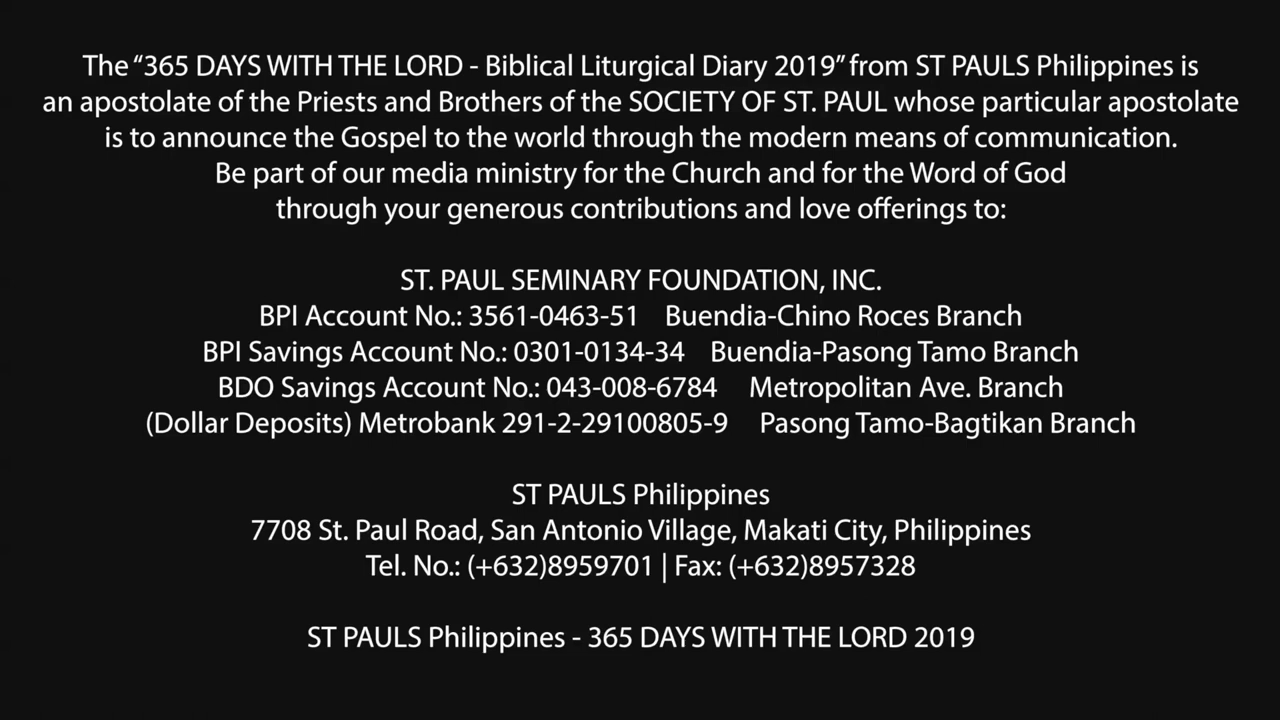 The “365 DAYS WITH THE LORD - Biblical Liturgical Diary 2019” from ST PAULS Philippines is
an apostolate of the Priests and Brothers of the SOCIETY OF ST. PAUL whose particular apostolate
is to announce the Gospel to the world through the modern means of communication.
Be part of our media ministry for the Church and for the Word of God
through your generous contributions and love offerings to:
ST. PAUL SEMINARY FOUNDATION, INC.
BPI Account No.: 3561-0463-51 Buendia-Chino Roces Branch
BPI Savings Account No.: 0301-0134-34 Buendia-Pasong Tamo Branch
BDO Savings Account No.: 043-008-6784 Metropolitan Ave. Branch
(Dollar Deposits) Metrobank 291-2-29100805-9 Pasong Tamo-Bagtikan Branch
ST PAULS Philippines
7708 St. Paul Road, San Antonio Village, Makati City, Philippines
Tel. No.: (+632)8959701 | Fax: (+632)8957328
ST PAULS Philippines - 365 DAYS WITH THE LORD 2019